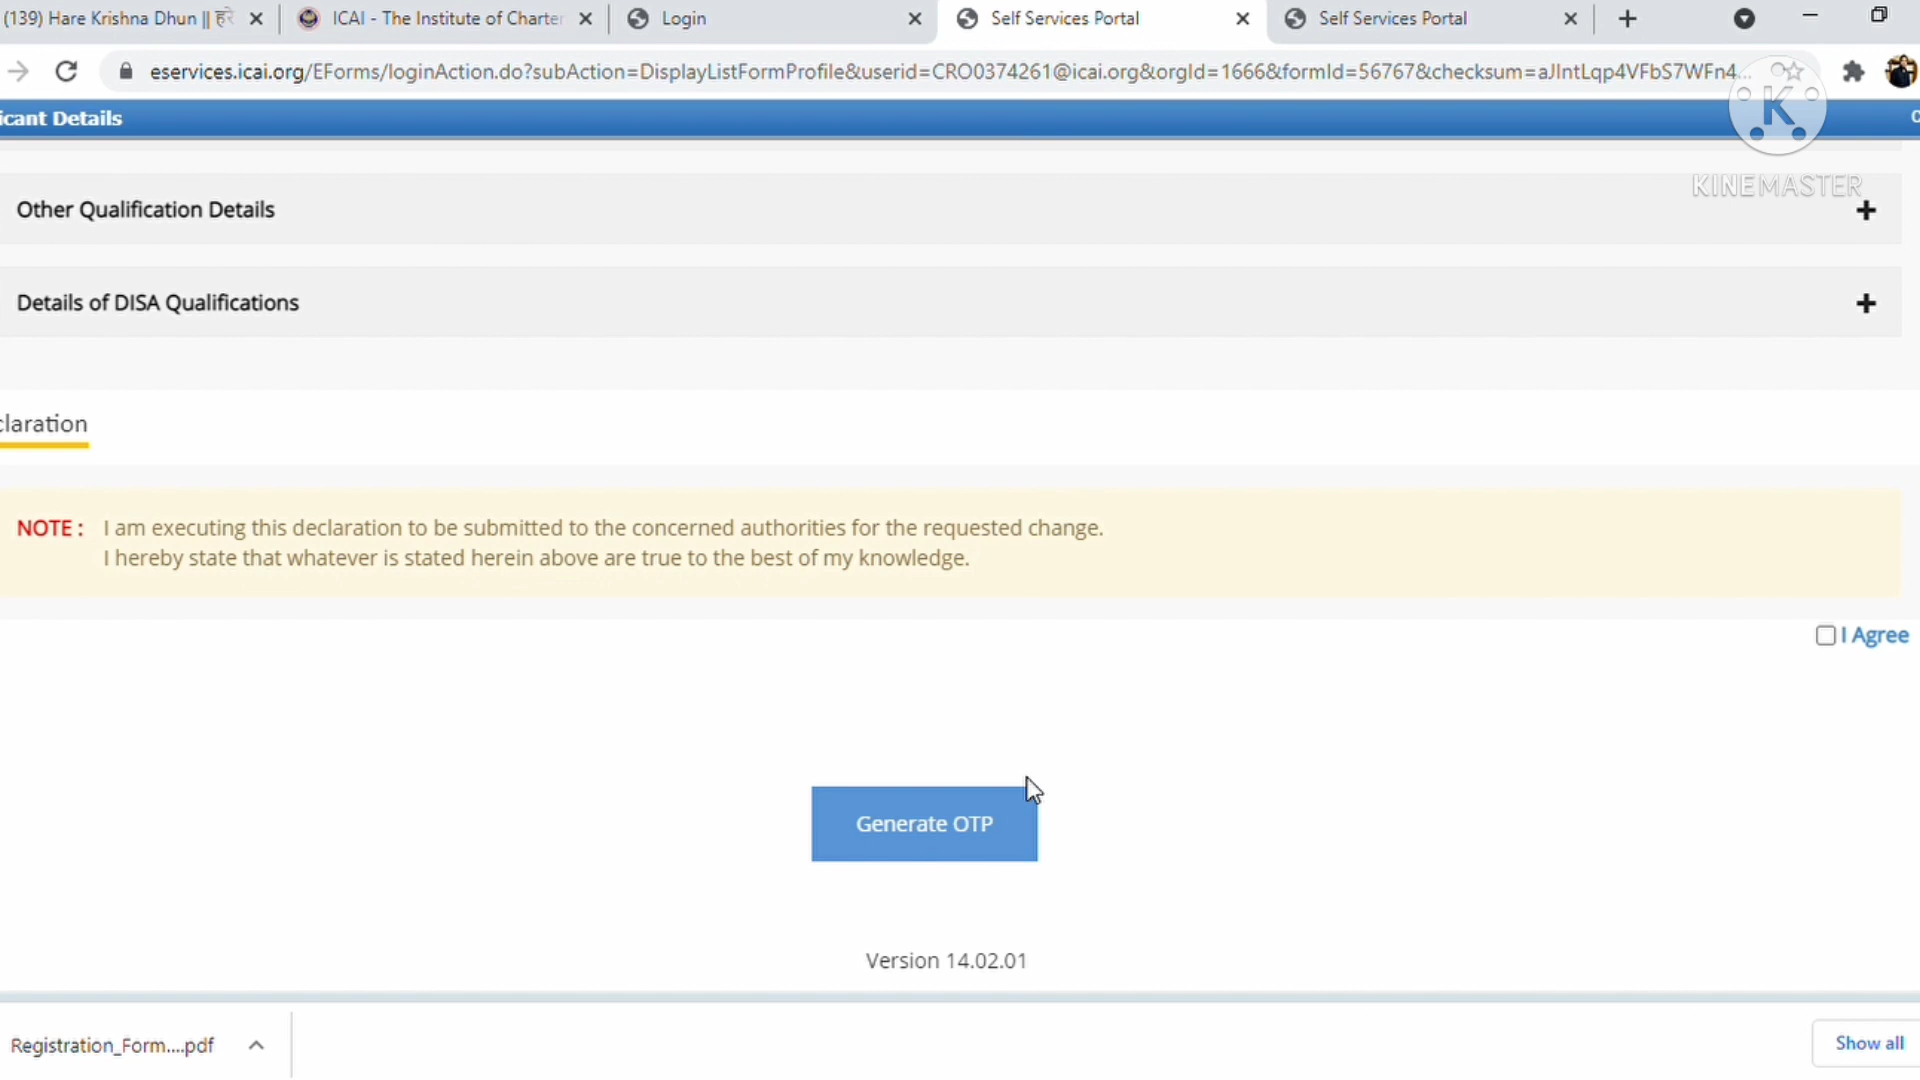 (139) Hare Krishna Dhun || हरे
ICAI - The Institute of Charter
Login
Self Services Portal
Self Services Portal
eservices.icai.org/EForms/loginAction.do?subAction=DisplayListFormProfile&userid=CRO0374261@icai.org&orgId=1666&formId=56767&checksum=aJIntLqp4VFbS7WFn4...
icant Details
K
KINEMASTER
Other Qualification Details
Details of DISA Qualifications
claration
NOTE : I am executing this declaration to be submitted to the concerned authorities for the requested change.
I hereby state that whatever is stated herein above are true to the best of my knowledge.
I Agree
Generate OTP
Version 14.02.01
Registration_Form....pdf
Show all